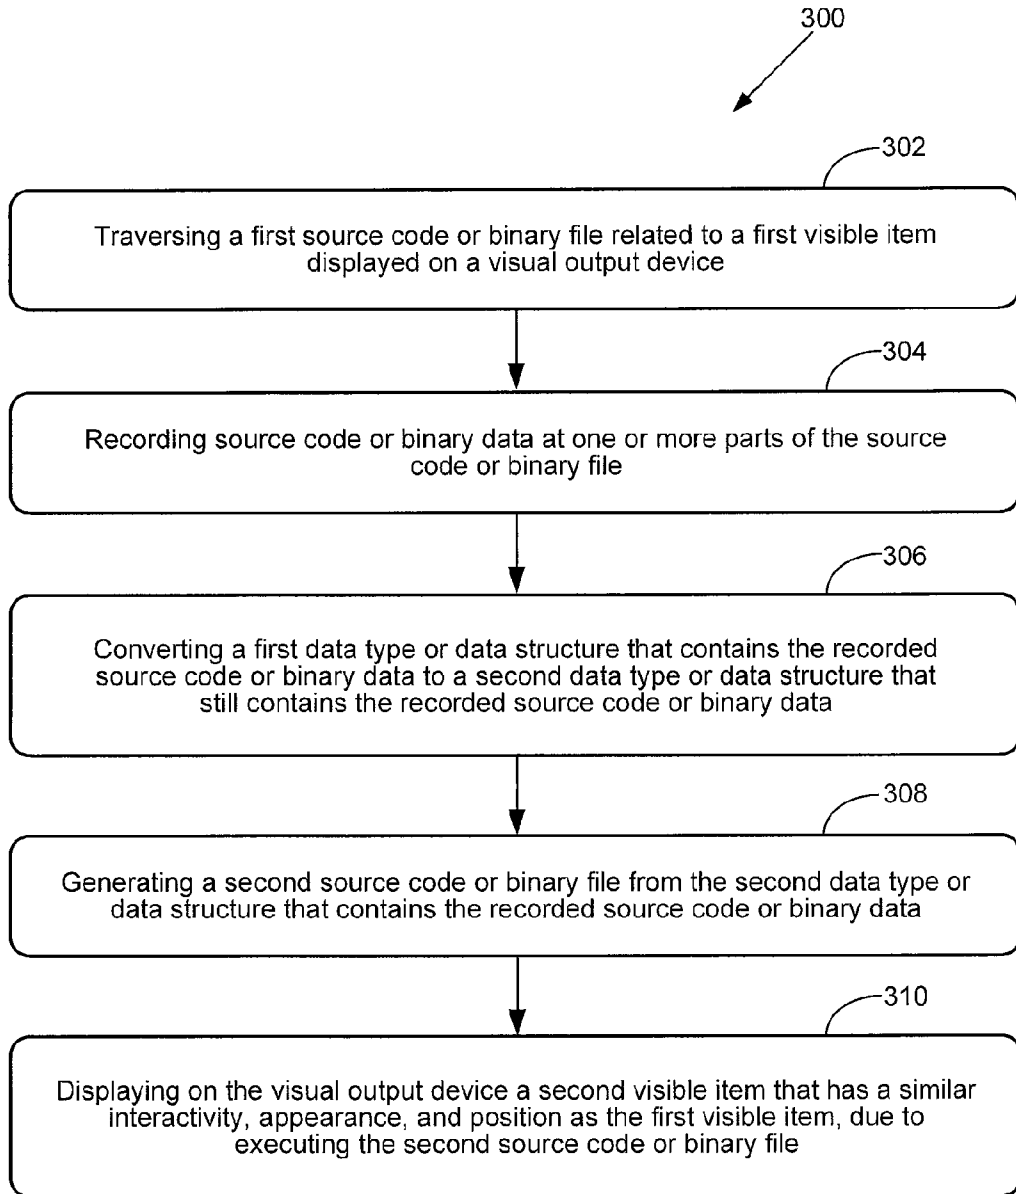 300
302
Traversing a first source code or binary file related to a first visible item
displayed on a visual output device
304
Recording source code or binary data at one or more parts of the source
code or binary file
306
Converting a first data type or data structure that contains the recorded
source code or binary data to a second data type or data structure that
still contains the recorded source code or binary data
308
Generating a second source code or binary file from the second data type or
data structure that contains the recorded source code or binary data
310
Displaying on the visual output device a second visible item that has a similar
interactivity, appearance, and position as the first visible item, due to
executing the second source code or binary file